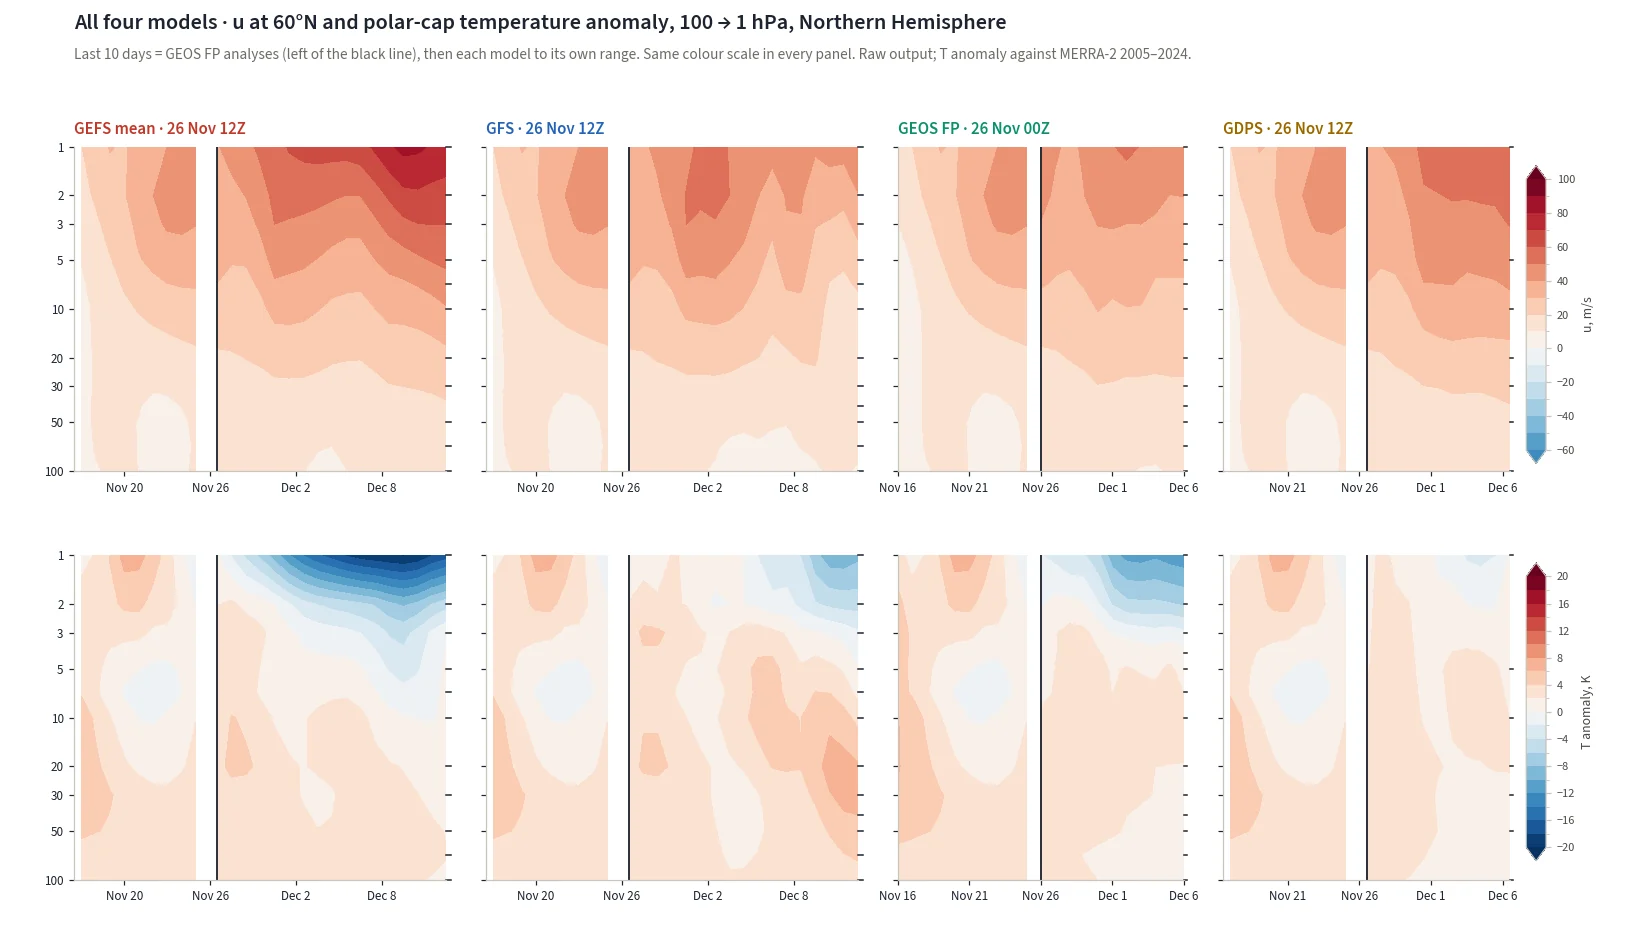 All four models · u at 60°N and polar-cap temperature anomaly, 100 → 1 hPa, Northern Hemisphere
Last 10 days = GEOS FP analyses (left of the black line), then each model to its own range. Same colour scale in every panel. Raw output; T anomaly against MERRA-2 2005–2024.
GEFS mean · 26 Nov 12Z
GFS · 26 Nov 12Z
GEOS FP · 26 Nov 00Z
GDPS · 26 Nov 12Z
1
2
3
5
10
20
30
50
100
Nov 20 Nov 26 Dec 2 Dec 8
Nov 20 Nov 26 Dec 2 Dec 8
Nov 16 Nov 21 Nov 26 Dec 1 Dec 6
Nov 21 Nov 26 Dec 1 Dec 6
100
80
60
40
20
0
−20
−40
−60
u, m/s
1
2
3
5
10
20
30
50
100
Nov 20 Nov 26 Dec 2 Dec 8
Nov 20 Nov 26 Dec 2 Dec 8
Nov 16 Nov 21 Nov 26 Dec 1 Dec 6
Nov 21 Nov 26 Dec 1 Dec 6
20
16
12
8
4
0
−4
−8
−12
−16
−20
T anomaly, K